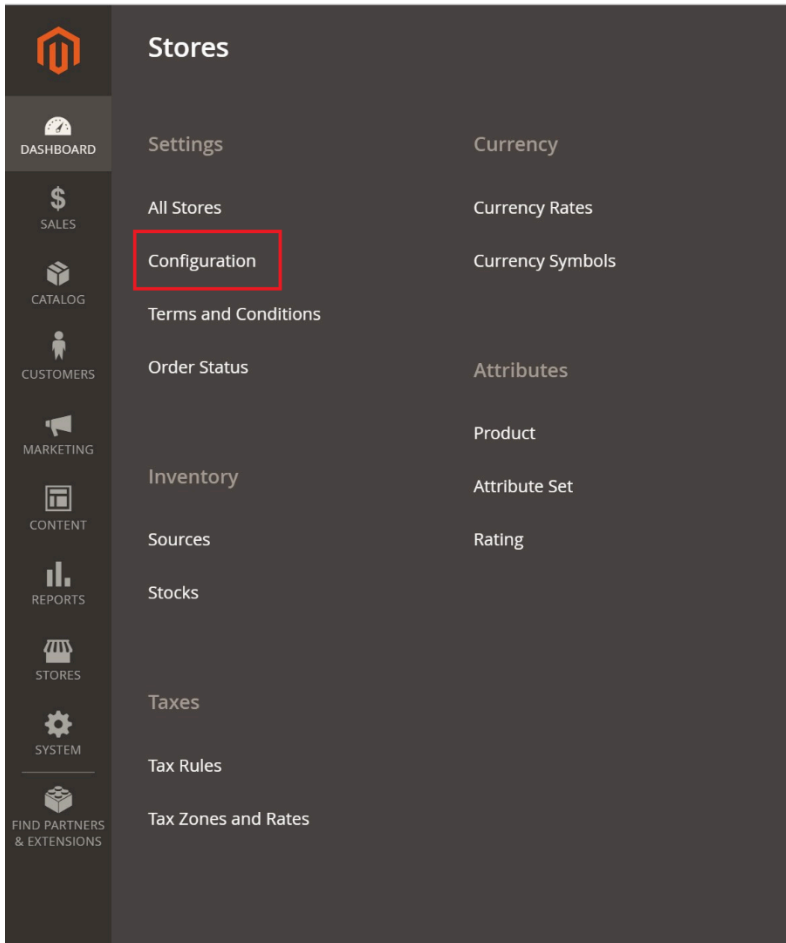 DASHBOARD
SALES
CATALOG
CUSTOMERS
MARKETING
CONTENT
REPORTS
STORES
SYSTEM
FIND PARTNERS
& EXTENSIONS
Stores
Settings
All Stores
Configuration
Terms and Conditions
Order Status
Inventory
Sources
Stocks
Taxes
Tax Rules
Tax Zones and Rates
Currency
Currency Rates
Currency Symbols
Attributes
Product
Attribute Set
Rating